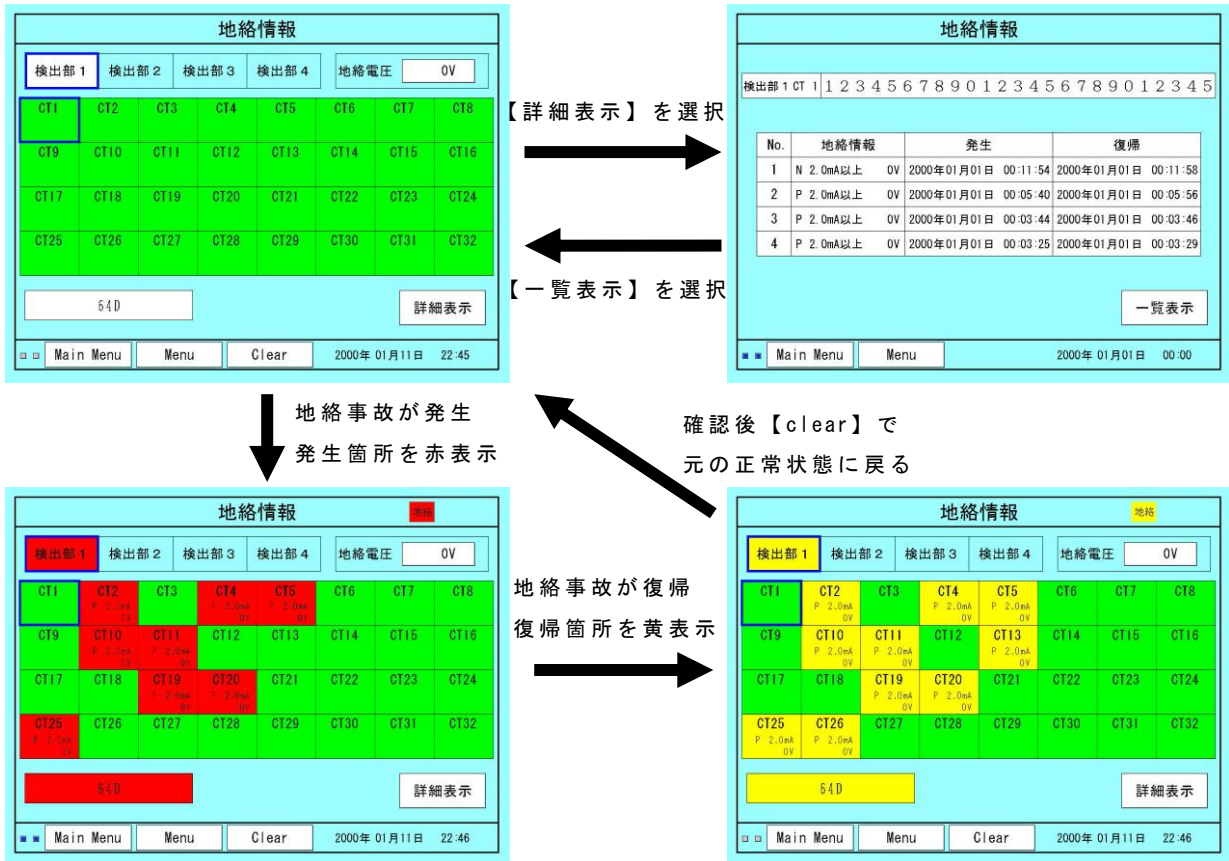 地絡情報
検出部1 検出部2 検出部3 検出部4 地絡電圧 0V
CT1 CT2 CT3 CT4 CT5 CT6 CT7 CT8
CT9 CT10 CT11 CT12 CT13 CT14 CT15 CT16
CT17 CT18 CT19 CT20 CT21 CT22 CT23 CT24
CT25 CT26 CT27 CT28 CT29 CT30 CT31 CT32
64D 詳細表示
Main Menu Menu Clear 2000年 01月11日 22:45
【詳細表示】を選択
【一覧表示】を選択
地絡情報
検出部1 CT 1 1234567890123456789012345
No. 地絡情報 発生 復帰
1 N 2.0mA以上 0V 2000年01月01日 00:11:54 2000年01月01日 00:11:58
2 P 2.0mA以上 0V 2000年01月01日 00:05:40 2000年01月01日 00:05:56
3 P 2.0mA以上 0V 2000年01月01日 00:03:44 2000年01月01日 00:03:46
4 P 2.0mA以上 0V 2000年01月01日 00:03:25 2000年01月01日 00:03:29
一覧表示
Main Menu Menu 2000年 01月01日 00:00
地絡事故が発生
発生箇所を赤表示
確認後【clear】で
元の正常状態に戻る
地絡情報 地絡
検出部1 検出部2 検出部3 検出部4 地絡電圧 0V
CT1 CT2 CT3 CT4 CT5 CT6 CT7 CT8
P 2.0mA P 2.0mA P 2.0mA
0V 0V 0V
CT9 CT10 CT11 CT12 CT13 CT14 CT15 CT16
P 2.0mA P 2.0mA
0V 0V
CT17 CT18 CT19 CT20 CT21 CT22 CT23 CT24
P 2.0mA P 2.0mA
0V 0V
CT25 CT26 CT27 CT28 CT29 CT30 CT31 CT32
P 2.0mA
0V
64D 詳細表示
Main Menu Menu Clear 2000年 01月11日 22:46
地絡事故が復帰
復帰箇所を黄表示
地絡情報 地絡
検出部1 検出部2 検出部3 検出部4 地絡電圧 0V
CT1 CT2 CT3 CT4 CT5 CT6 CT7 CT8
P 2.0mA P 2.0mA P 2.0mA
0V 0V 0V
CT9 CT10 CT11 CT12 CT13 CT14 CT15 CT16
P 2.0mA P 2.0mA P 2.0mA
0V 0V 0V
CT17 CT18 CT19 CT20 CT21 CT22 CT23 CT24
P 2.0mA P 2.0mA
0V 0V
CT25 CT26 CT27 CT28 CT29 CT30 CT31 CT32
P 2.0mA P 2.0mA
0V 0V
64D 詳細表示
Main Menu Menu Clear 2000年 01月11日 22:46